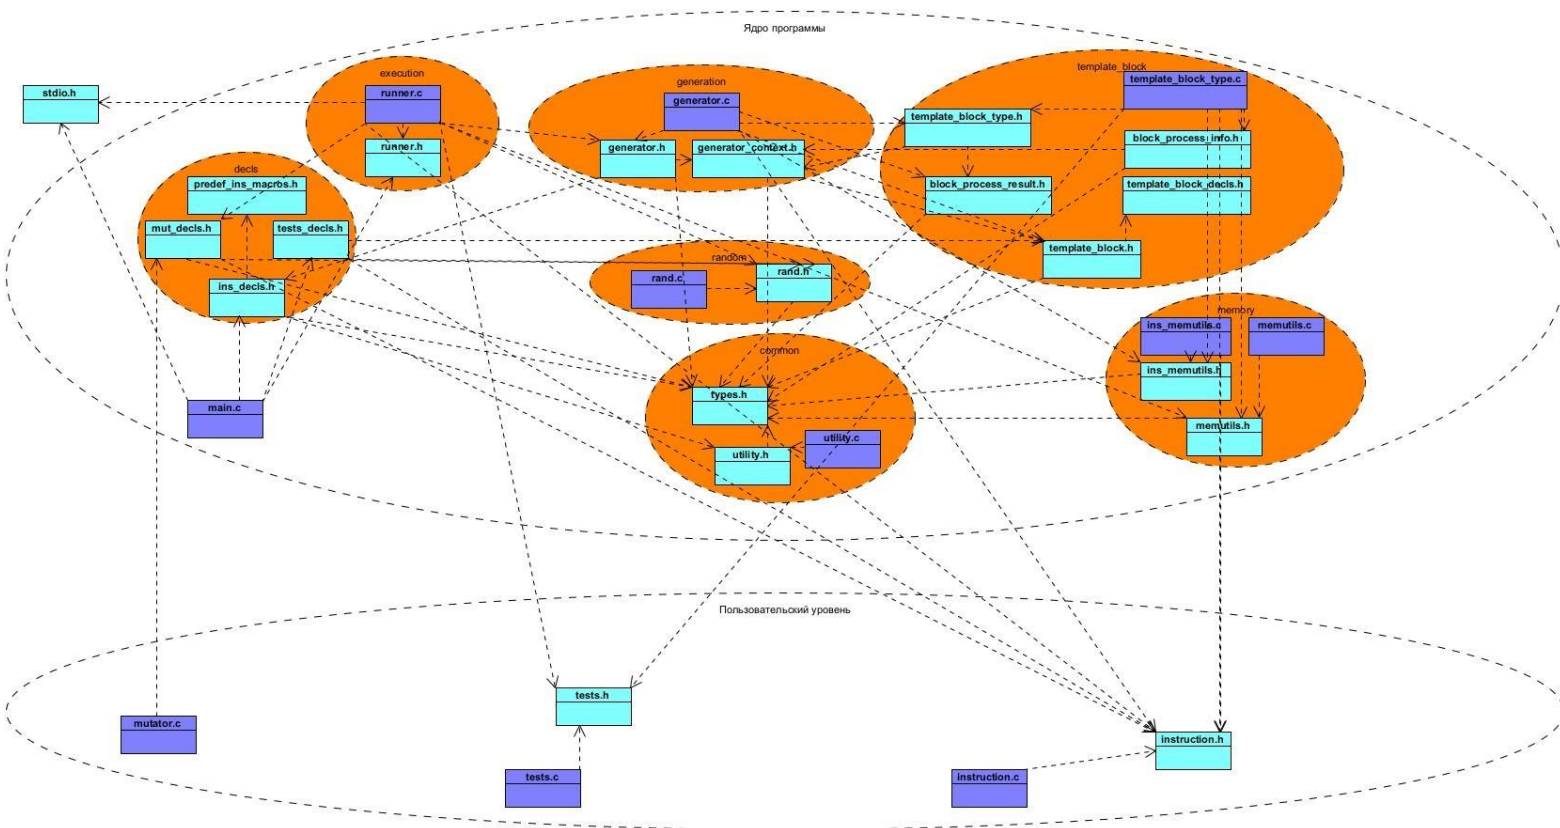 Ядро программы
execution
generation
template_block
stdio.h
runner.c
generator.c
template_block_type.c
template_block_type.h
block_process_info.h
runner.h
generator.h
generator_context.h
decls
predef_ins_macros.h
block_process_result.h
template_block_decls.h
mut_decls.h
tests_decls.h
template_block.h
random
rand.c
rand.h
ins_decls.h
memory
ins_memutils.c
memutils.c
common
ins_memutils.h
types.h
main.c
memutils.h
utility.c
utility.h
Пользовательский уровень
tests.h
mutator.c
instruction.h
tests.c
instruction.c